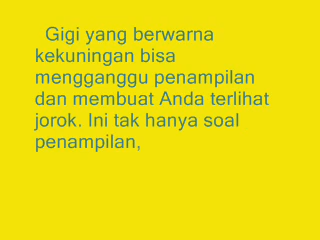 Gigi yang berwarna
kekuningan bisa
mengganggu penampilan
dan membuat Anda terlihat
jorok. Ini tak hanya soal
penampilan,